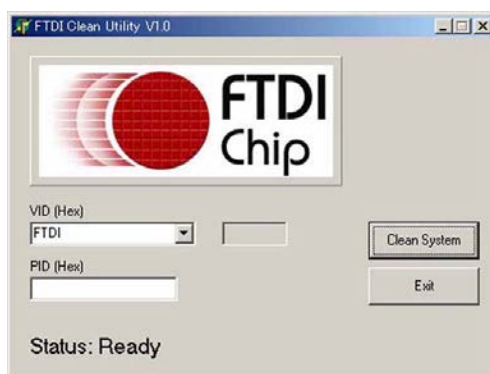 FTDI Clean Utility V1.0
FTDI
Chip
VID (Hex)
FTDI
Clean System
PID (Hex)
Exit
Status: Ready